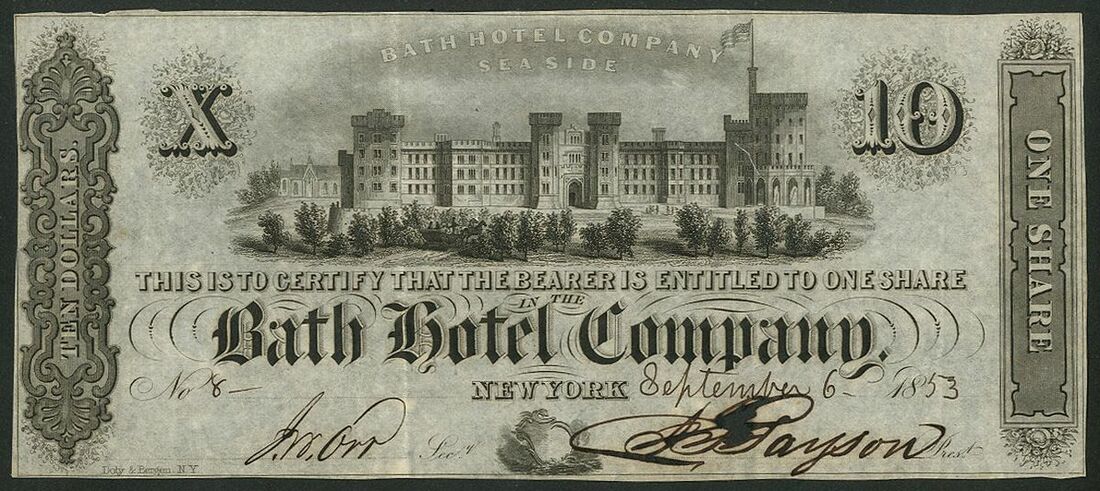 BATH HOTEL COMPANY
SEA SIDE
X
10
TEN DOLLARS.
ONE SHARE
THIS IS TO CERTIFY THAT THE BEARER IS ENTITLED TO ONE SHARE
IN THE
Bath Hotel Company.
No 8
NEW YORK September 6 1853
J.W. Orr Secy
Payson Prest
Doty & Bergen. N.Y.